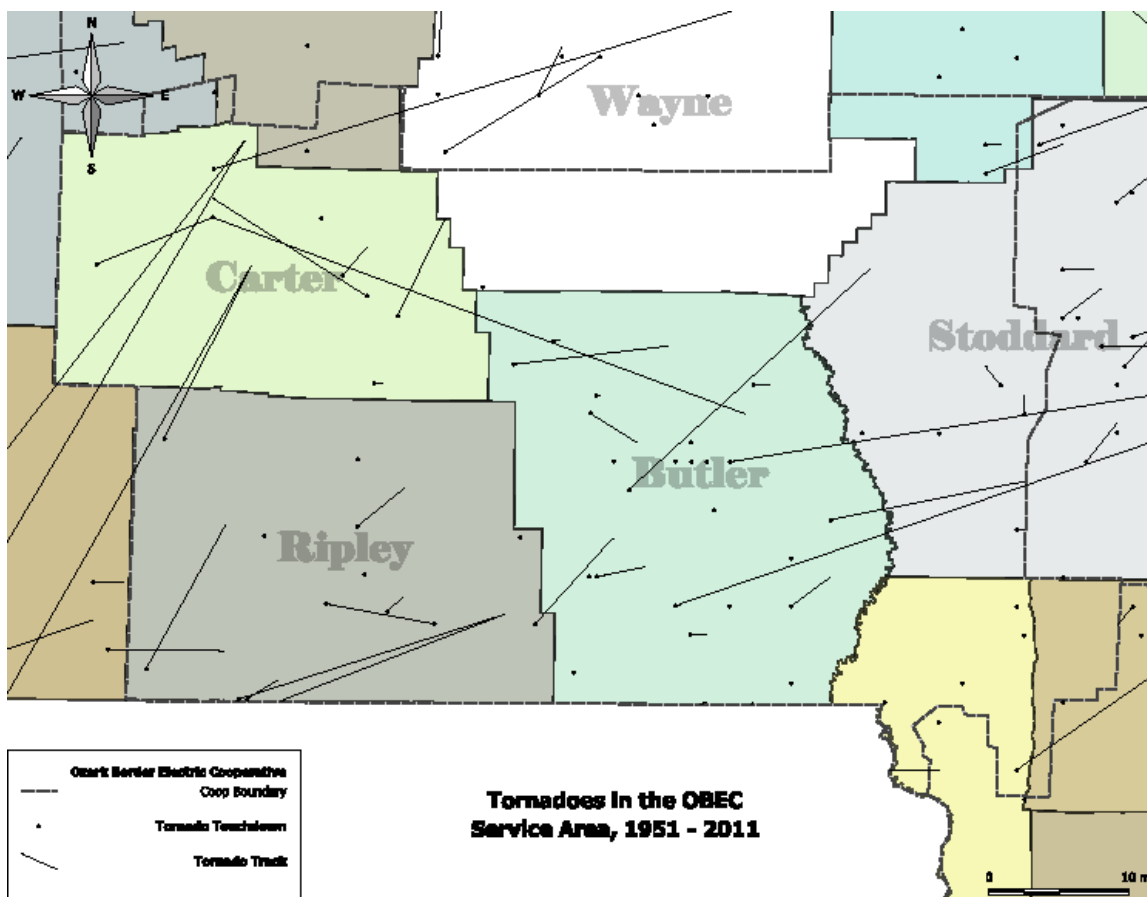 N
W E
S
Wayne
Carter
Stoddard
Butler
Ripley
Ozark Border Electric Cooperative
Coop Boundary
Tornado Touchdown
Tornado Track
Tornadoes in the OBEC
Service Area, 1951 - 2011
0 10 m